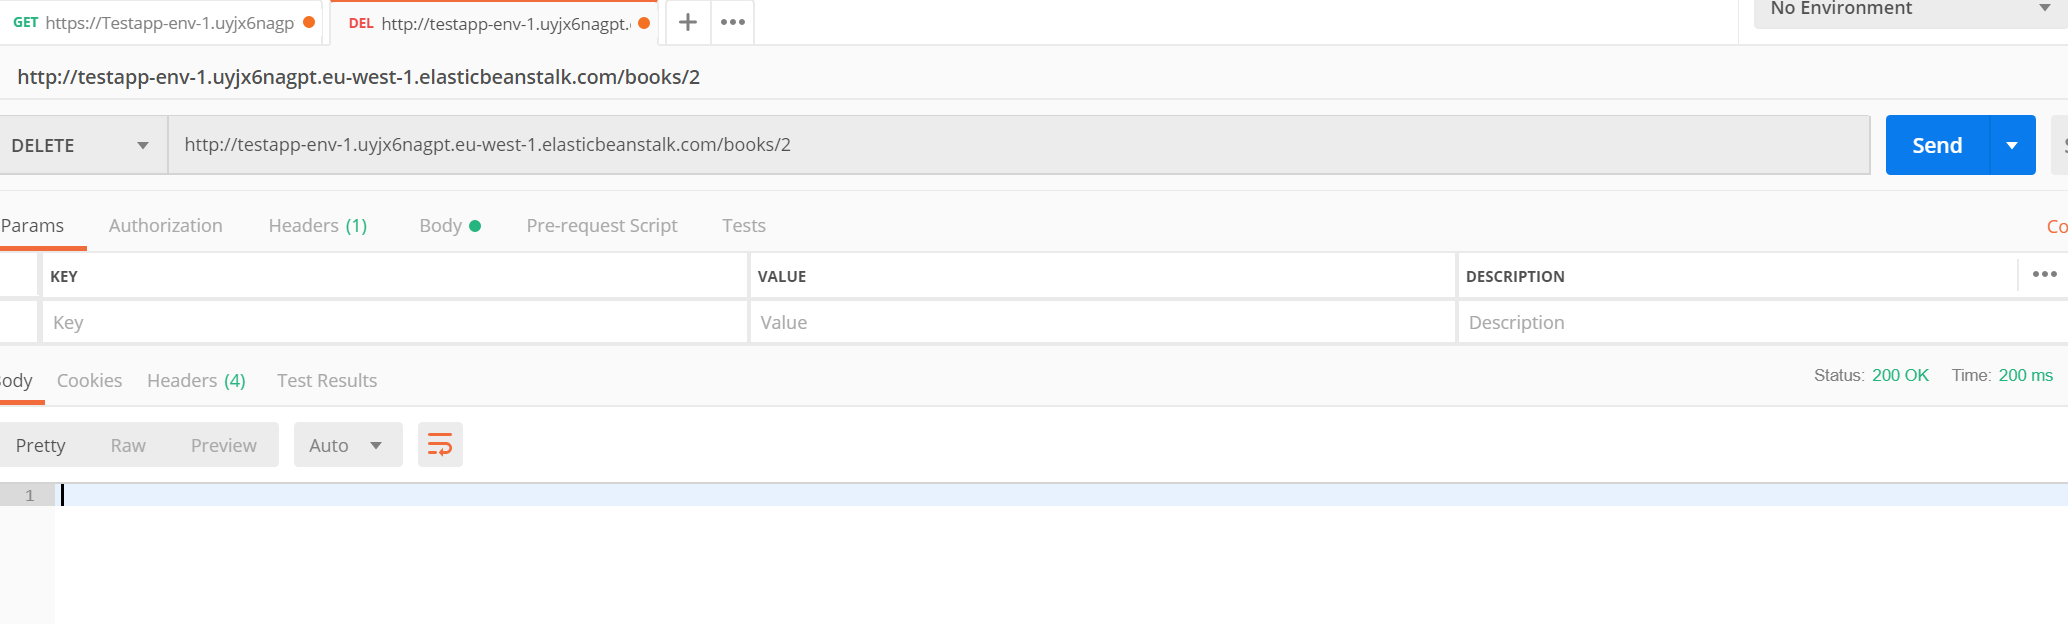 GET https://Testapp-env-1.uyjx6nagp
DEL http://testapp-env-1.uyjx6nagpt.
No Environment
http://testapp-env-1.uyjx6nagpt.eu-west-1.elasticbeanstalk.com/books/2
DELETE
http://testapp-env-1.uyjx6nagpt.eu-west-1.elasticbeanstalk.com/books/2
Send
Params Authorization Headers (1) Body Pre-request Script Tests
Co
KEY VALUE DESCRIPTION
Key Value Description
ody Cookies Headers (4) Test Results
Status: 200 OK Time: 200 ms
Pretty Raw Preview Auto
1